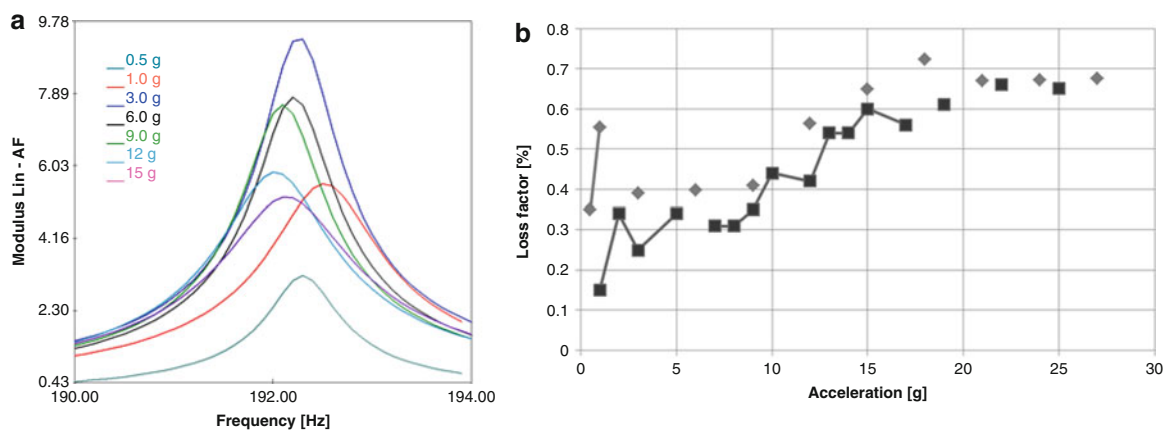 a
9.78
7.89
6.03
4.16
2.30
0.43
Modulus Lin - AF
0.5 g
1.0 g
3.0 g
6.0 g
9.0 g
12 g
15 g
190.00
192.00
194.00
Frequency [Hz]
b
0.8
0.7
0.6
0.5
0.4
0.3
0.2
0.1
0
Loss factor [%]
0
5
10
15
20
25
30
Acceleration [g]